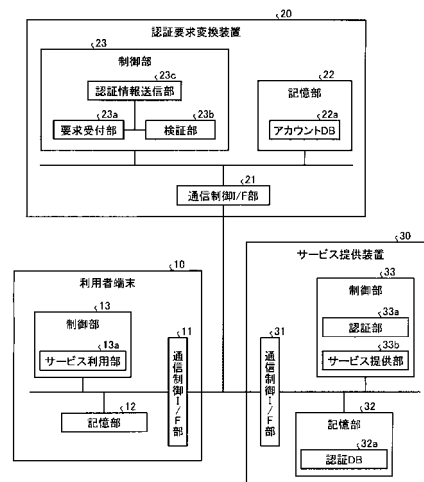 20
認証要求変換装置
23
制御部
23c
認証情報送信部
23a
要求受付部
23b
検証部
22
記憶部
22a
アカウントDB
21
通信制御I/F部
30
サービス提供装置
33
制御部
33a
認証部
33b
サービス提供部
10
利用者端末
13
制御部
13a
サービス利用部
11
通信制御I/F部
31
通信制御I/F部
12
記憶部
32
記憶部
32a
認証DB